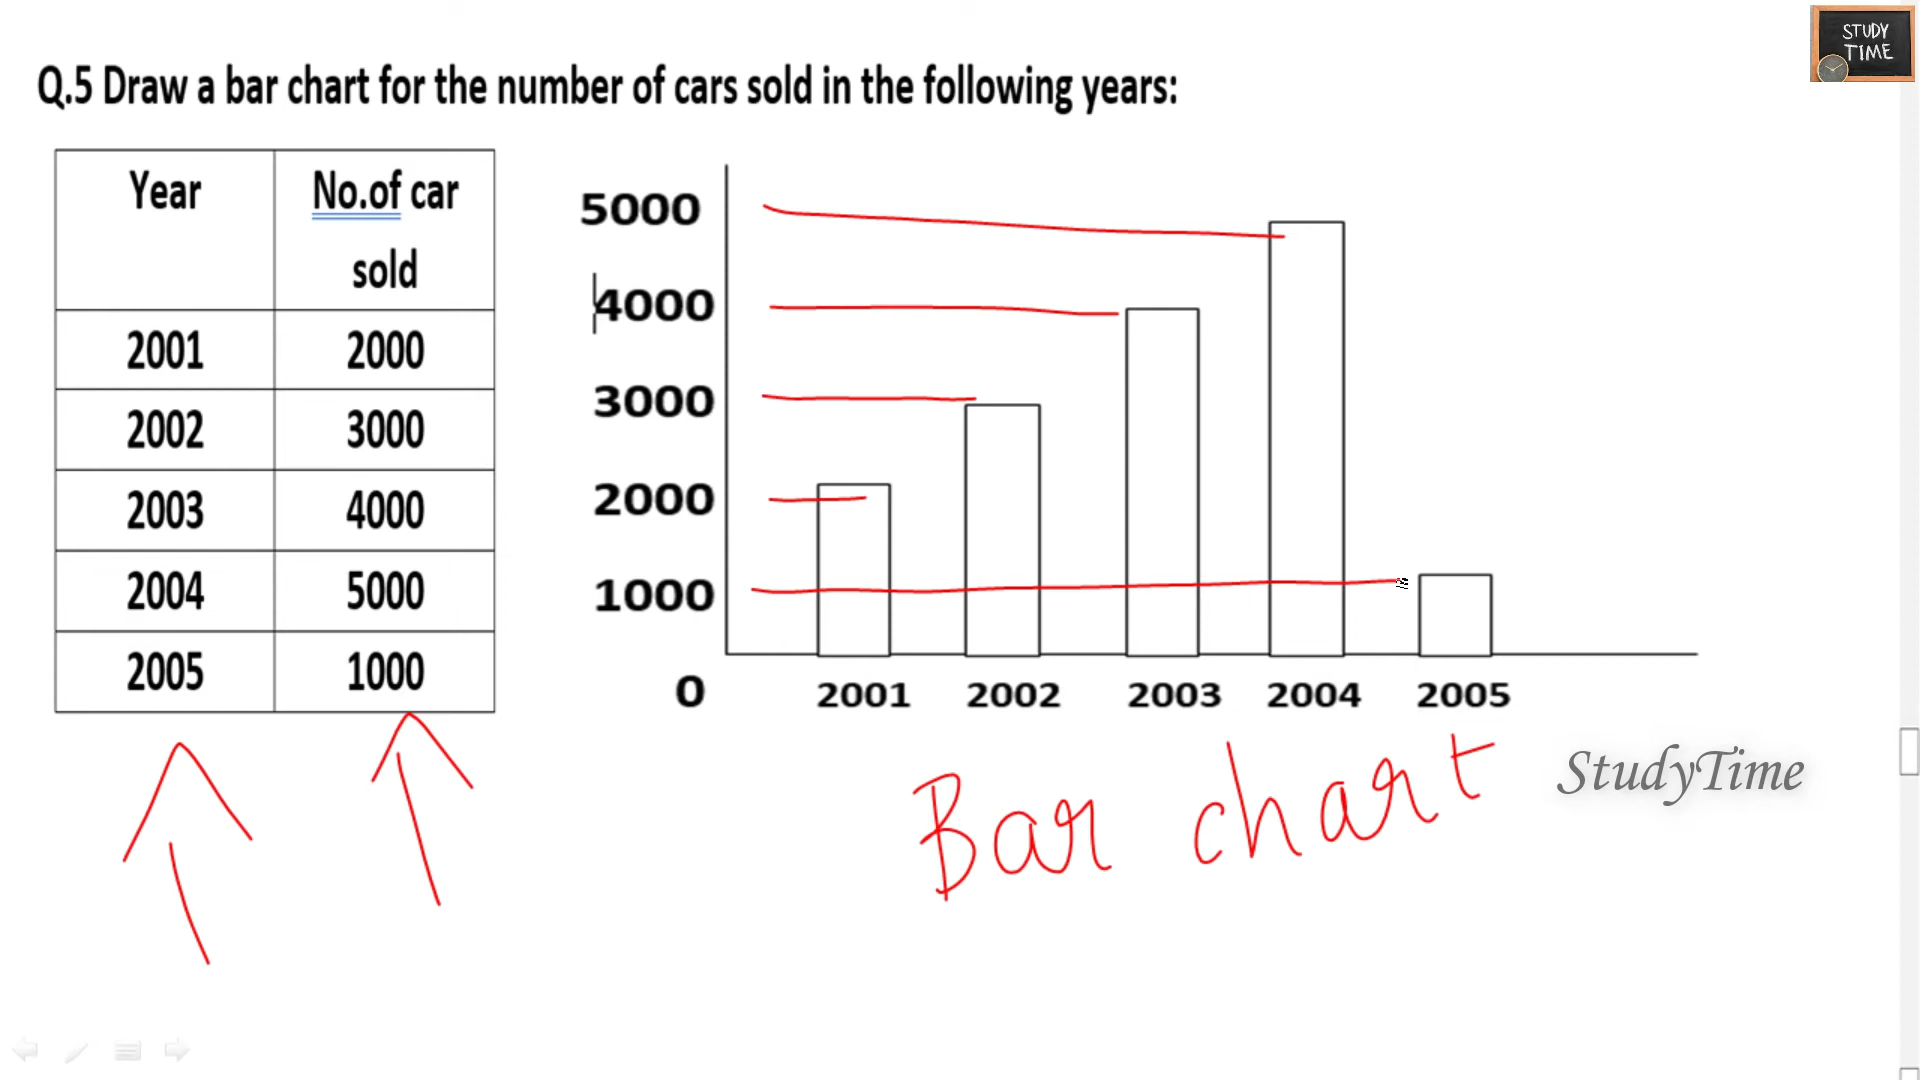 STUDY
TIME
Q.5 Draw a bar chart for the number of cars sold in the following years:
Year No.of car
sold
2001 2000
2002 3000
2003 4000
2004 5000
2005 1000
5000
4000
3000
2000
1000
0 2001 2002 2003 2004 2005
Bar chart
StudyTime